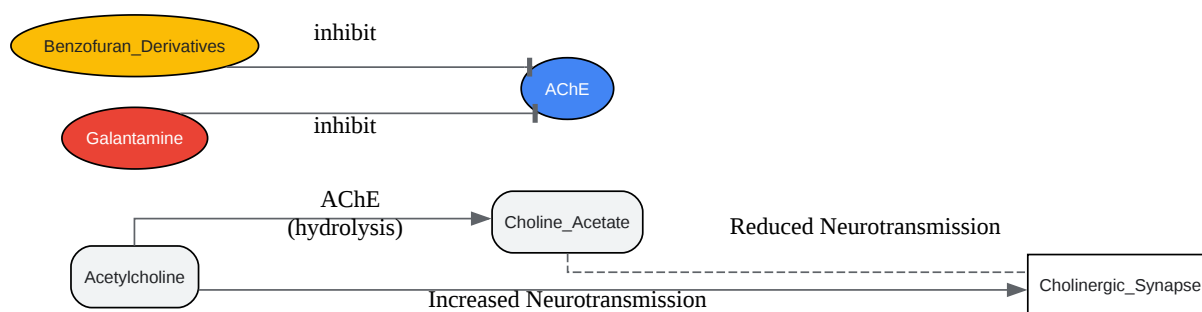 inhibit
Benzofuran_Derivatives
AChE
Galantamine
inhibit
AChE
(hydrolysis)
Choline_Acetate
Reduced Neurotransmission
Acetylcholine
Increased Neurotransmission
Cholinergic_Synapse